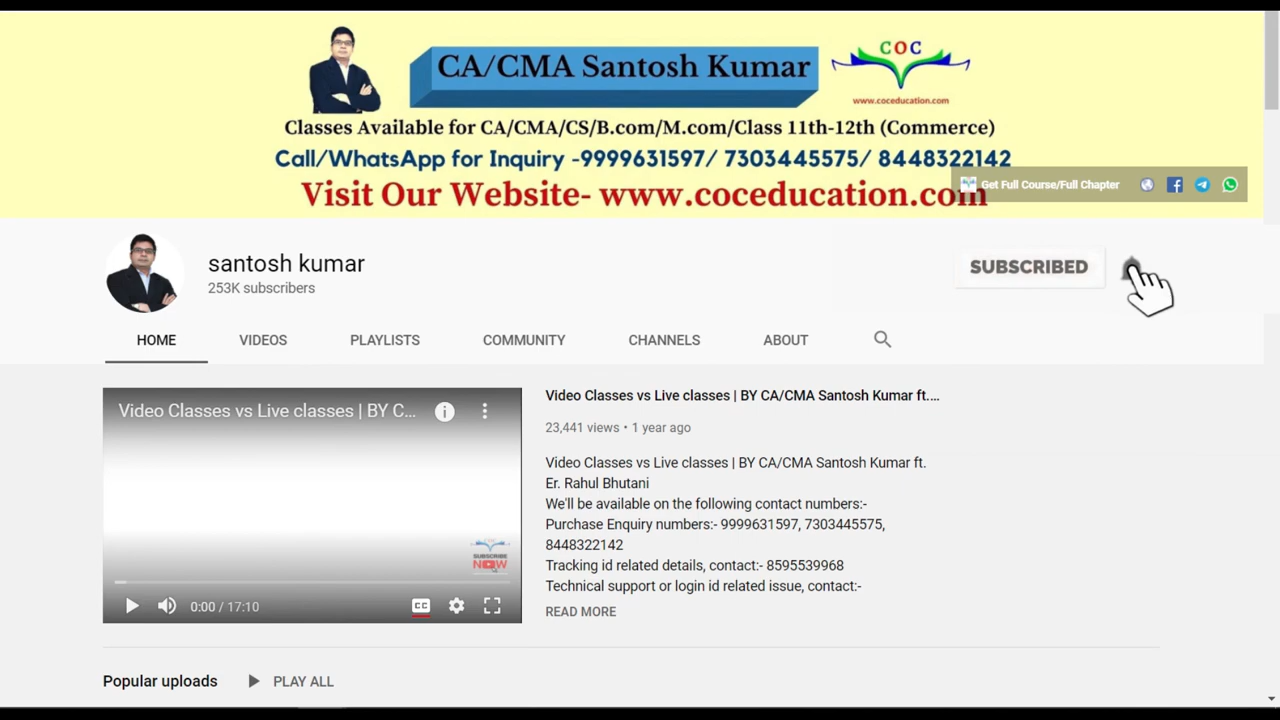 CA/CMA Santosh Kumar
COC
www.coceducation.com
Classes Available for CA/CMA/CS/B.com/M.com/Class 11th-12th (Commerce)
Call/WhatsApp for Inquiry -9999631597/ 7303445575/ 8448322142
Get Full Course/Full Chapter
Visit Our Website- www.coceducation.com
santosh kumar
253K subscribers
SUBSCRIBED
HOME VIDEOS PLAYLISTS COMMUNITY CHANNELS ABOUT
Video Classes vs Live classes | BY C...
SUBSCRIBE
NOW
0:00 / 17:10
CC
Video Classes vs Live classes | BY CA/CMA Santosh Kumar ft....
23,441 views • 1 year ago
Video Classes vs Live classes | BY CA/CMA Santosh Kumar ft.
Er. Rahul Bhutani
We'll be available on the following contact numbers:-
Purchase Enquiry numbers:- 9999631597, 7303445575,
8448322142
Tracking id related details, contact:- 8595539968
Technical support or login id related issue, contact:-
READ MORE
Popular uploads PLAY ALL